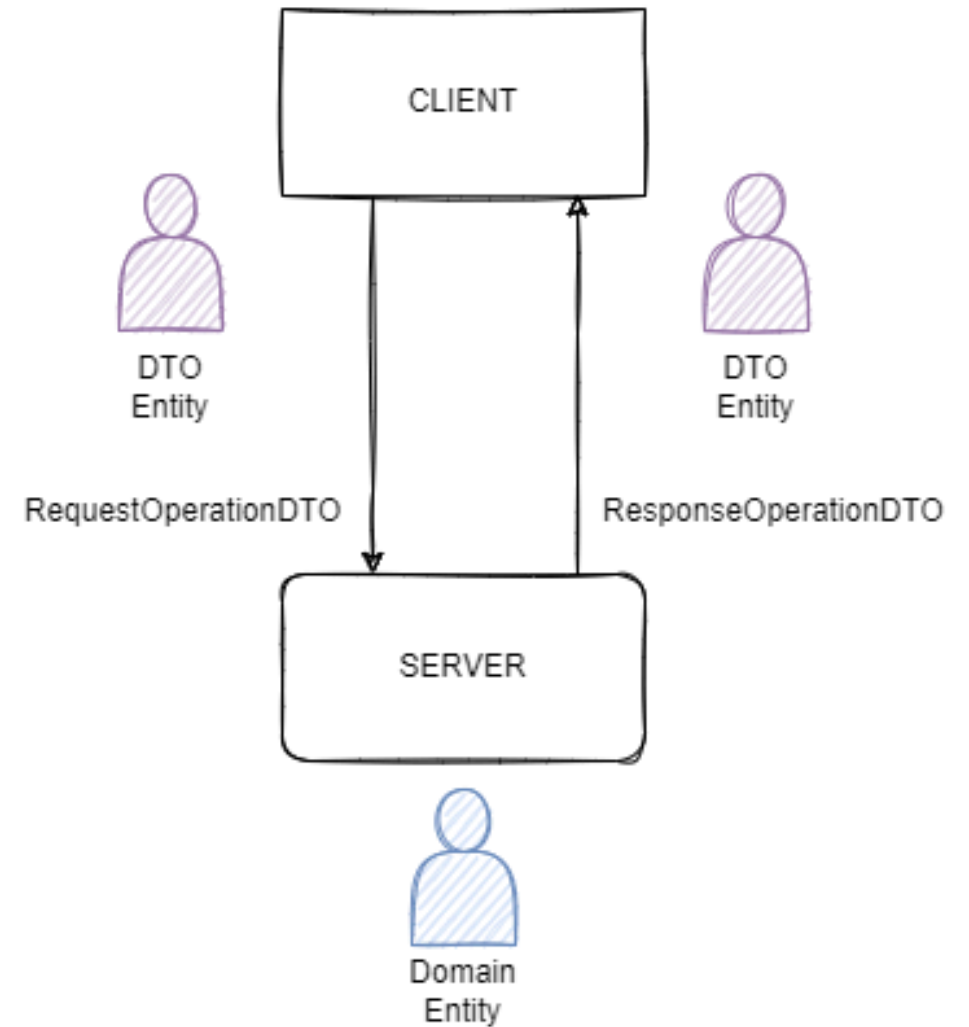 CLIENT
DTO
Entity
DTO
Entity
RequestOperationDTO
ResponseOperationDTO
SERVER
Domain
Entity